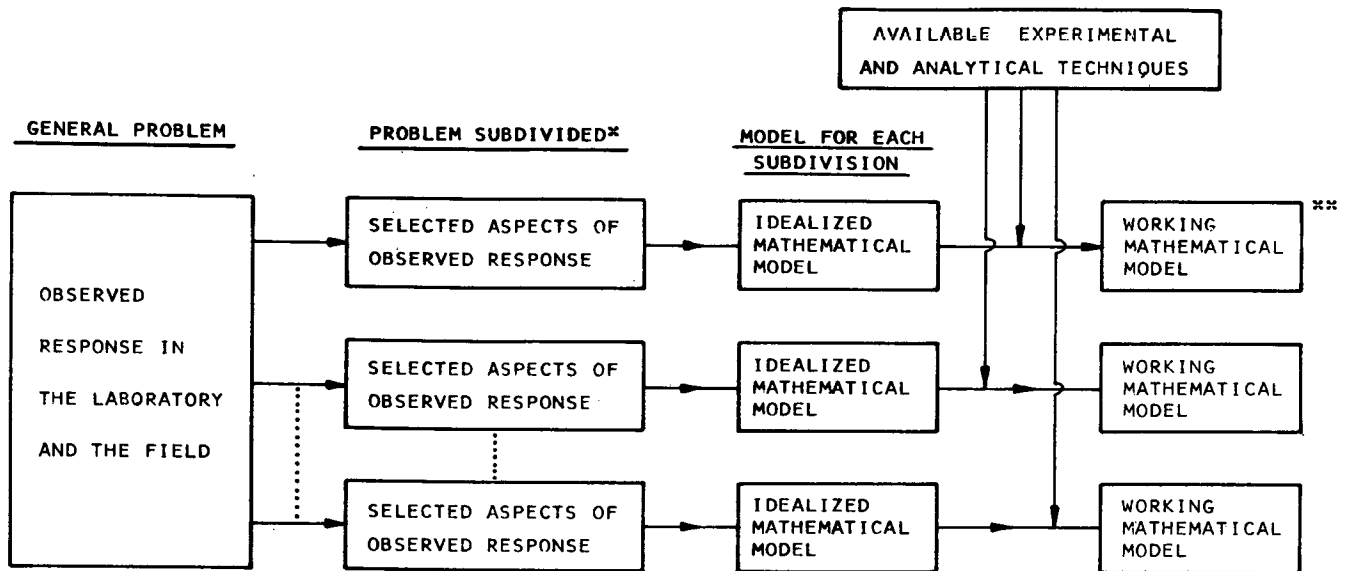 AVAILABLE EXPERIMENTAL
AND ANALYTICAL TECHNIQUES
GENERAL PROBLEM
PROBLEM SUBDIVIDED*
MODEL FOR EACH
SUBDIVISION
OBSERVED
RESPONSE IN
THE LABORATORY
AND THE FIELD
SELECTED ASPECTS OF
OBSERVED RESPONSE
IDEALIZED
MATHEMATICAL
MODEL
WORKING
MATHEMATICAL
MODEL
**
SELECTED ASPECTS OF
OBSERVED RESPONSE
IDEALIZED
MATHEMATICAL
MODEL
WORKING
MATHEMATICAL
MODEL
SELECTED ASPECTS OF
OBSERVED RESPONSE
IDEALIZED
MATHEMATICAL
MODEL
WORKING
MATHEMATICAL
MODEL